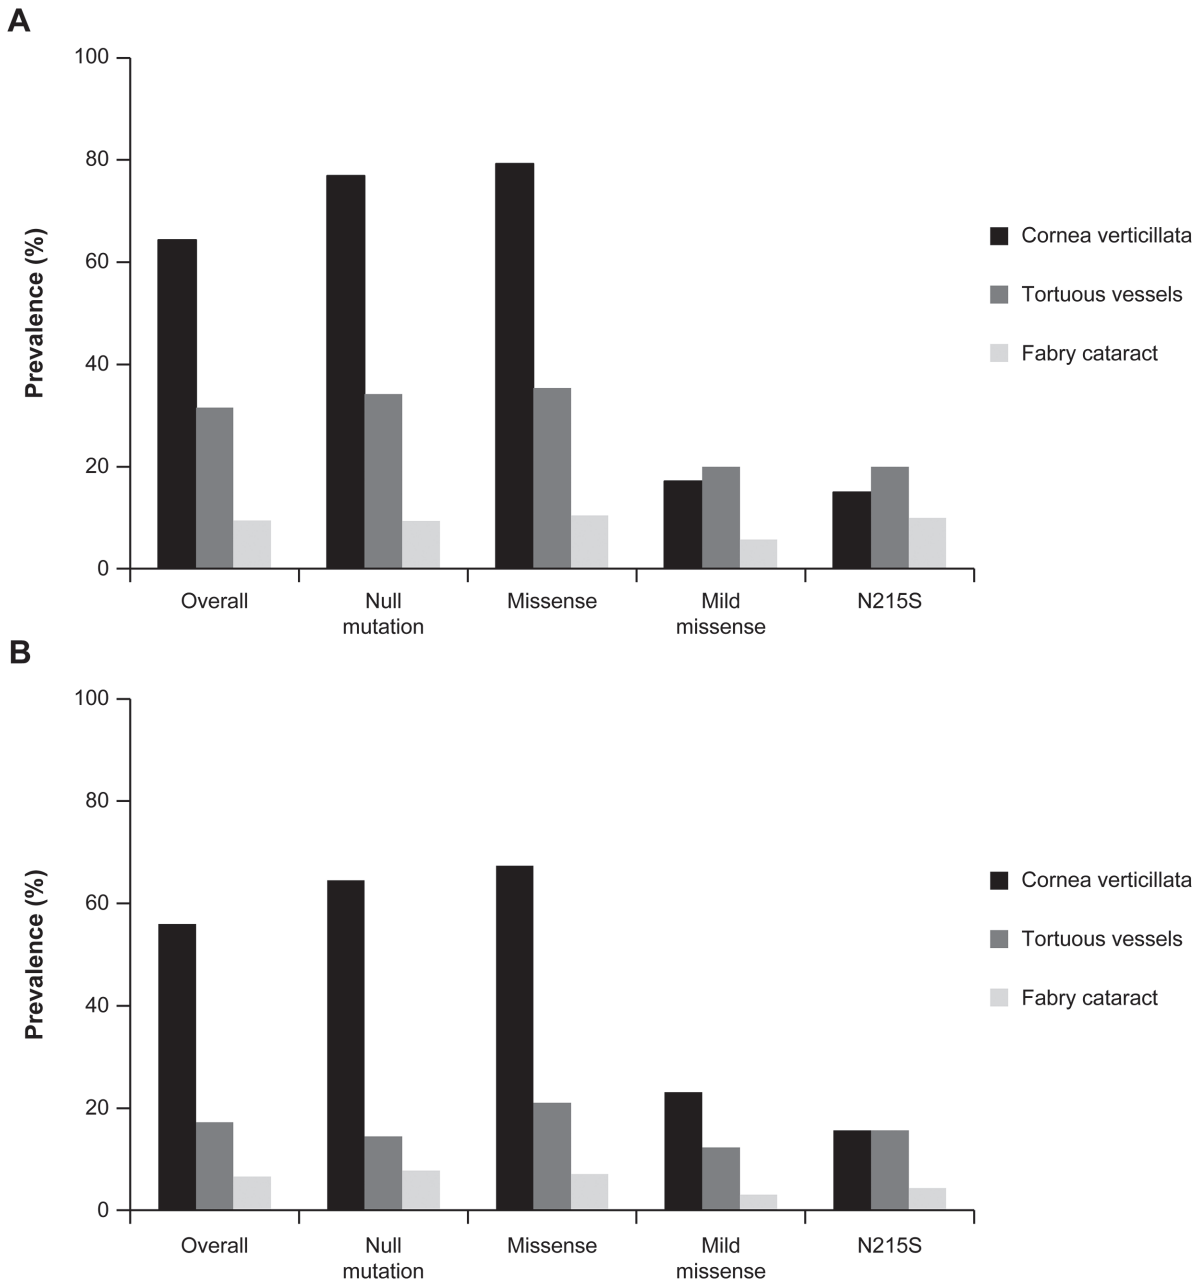 A
100
80
60
40
20
0
Prevalence (%)
Cornea verticillata
Tortuous vessels
Fabry cataract
Overall
Null
mutation
Missense
Mild
missense
N215S
B
100
80
60
40
20
0
Prevalence (%)
Cornea verticillata
Tortuous vessels
Fabry cataract
Overall
Null
mutation
Missense
Mild
missense
N215S